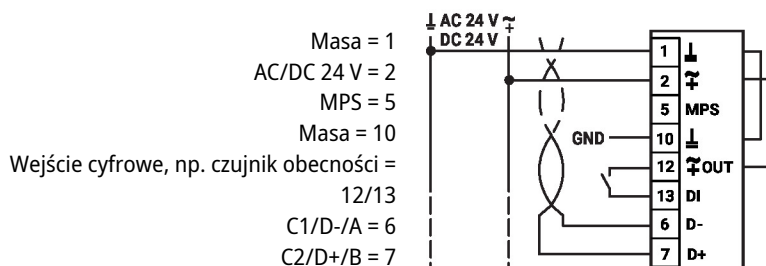 Masa = 1
AC/DC 24 V = 2
MPS = 5
Masa = 10
Wejście cyfrowe, np. czujnik obecności =
12/13
C1/D-/A = 6
C2/D+/B = 7
⊥ AC 24 V ~
DC 24 V +
1 ⊥
2 ~+
5 MPS
GND 10 ⊥
12 ~+ OUT
13 DI
6 D-
7 D+